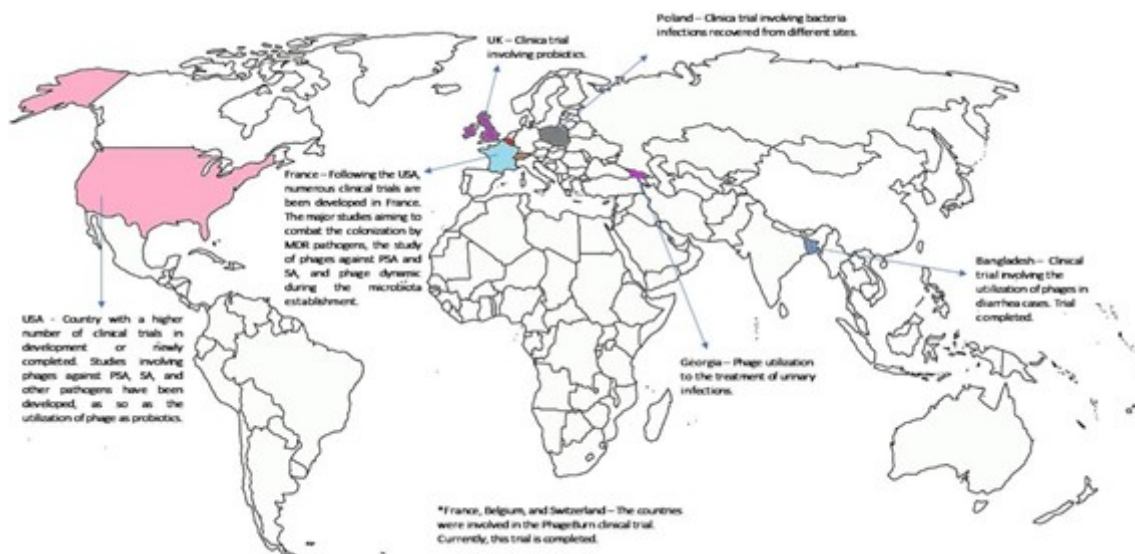 Poland – Clinica trial involving bacteria
infections recovered from different sites.
UK – Clinica trial
involving probiotics.
France – Following the USA,
numerous clinical trials are
been developed in France.
The major studies aiming to
combat the colonization by
MDR pathogens, the study
of phages against PSA and
SA, and phage dynamic
during the microbiota
establishment.
Bangladesh – Clinical
trial involving the
utilization of phages in
diarrhea cases. Trial
completed.
USA - Country with a higher
number of clinical trials in
development or newly
completed. Studies involving
phages against PSA, SA, and
other pathogens have been
developed, as so as the
utilization of phage as probiotics.
Georgia – Phage utilization
to the treatment of urinary
infections.
*France, Belgium, and Switzerland – The countries
were involved in the PhageBurn clinical trial.
Currently, this trial is completed.